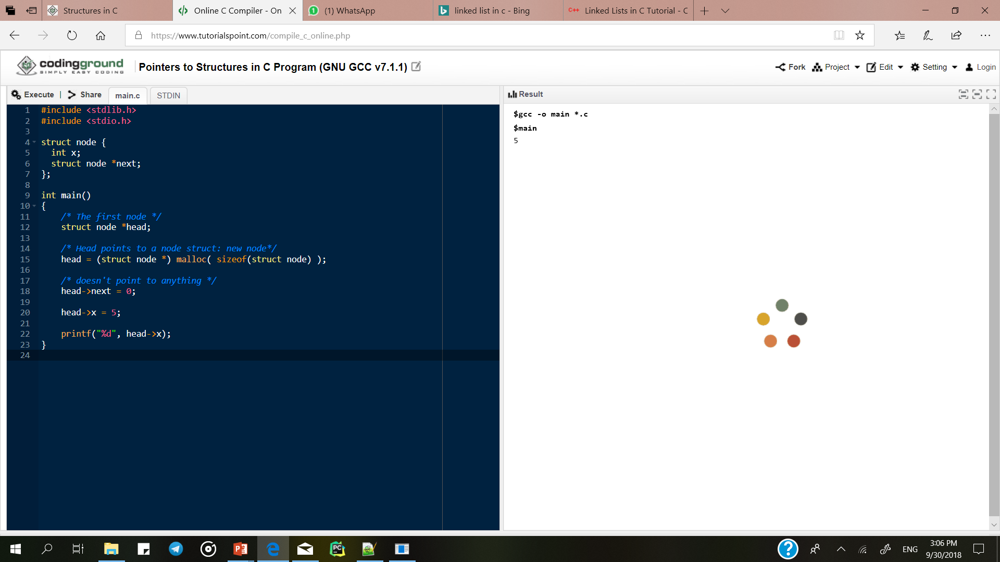 Structures in C
Online C Compiler - On
(1) WhatsApp
linked list in c - Bing
C++ Linked Lists in C Tutorial - C
https://www.tutorialspoint.com/compile_c_online.php
codingground
SIMPLY EASY CODING
Pointers to Structures in C Program (GNU GCC v7.1.1)
Fork
Project
Edit
Setting
Login
Execute | Share
main.c
STDIN
Result
1 #include <stdlib.h>
2 #include <stdio.h>
3
4 struct node {
5   int x;
6   struct node *next;
7 };
8
9 int main()
10 {
11     /* The first node */
12     struct node *head;
13
14     /* Head points to a node struct: new node*/
15     head = (struct node *) malloc( sizeof(struct node) );
16
17     /* doesn't point to anything */
18     head->next = 0;
19
20     head->x = 5;
21
22     printf("%d", head->x);
23 }
24
$gcc -o main *.c
$main
5
ENG
3:06 PM
9/30/2018